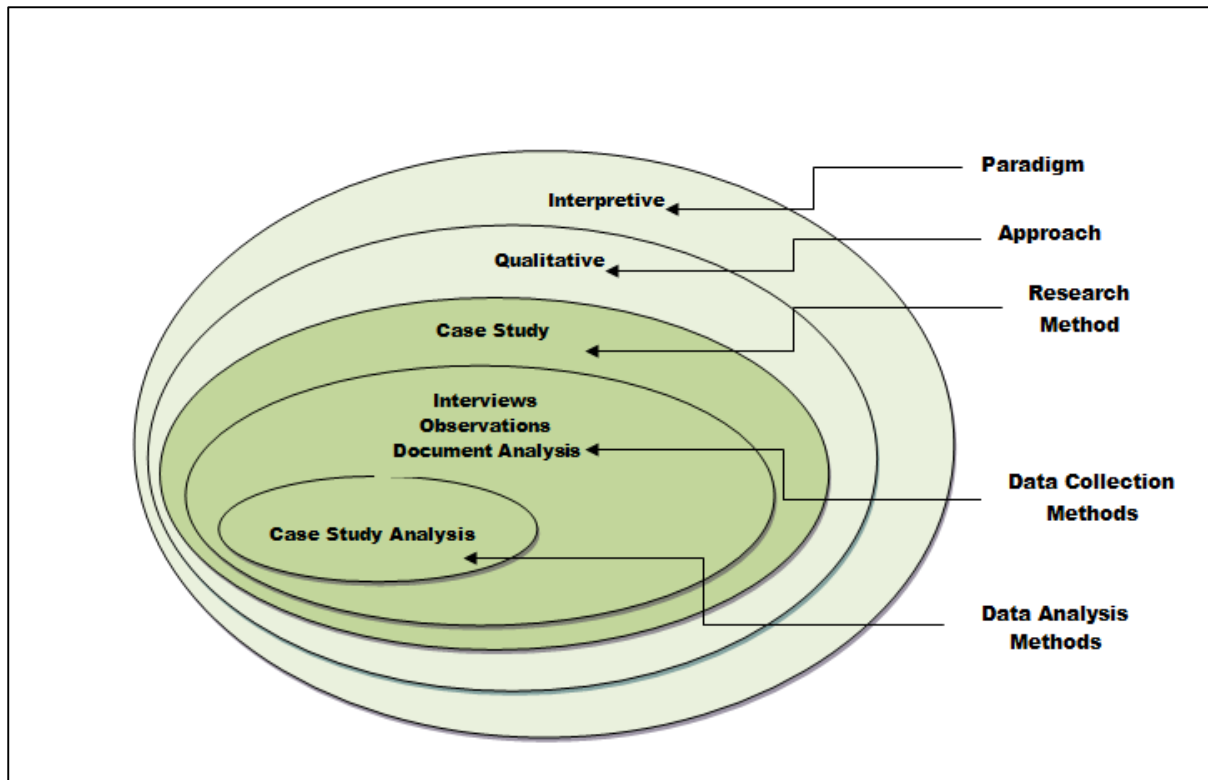 Paradigm
Interpretive
Approach
Qualitative
Research
Method
Case Study
Interviews
Observations
Document Analysis
Data Collection
Methods
Case Study Analysis
Data Analysis
Methods